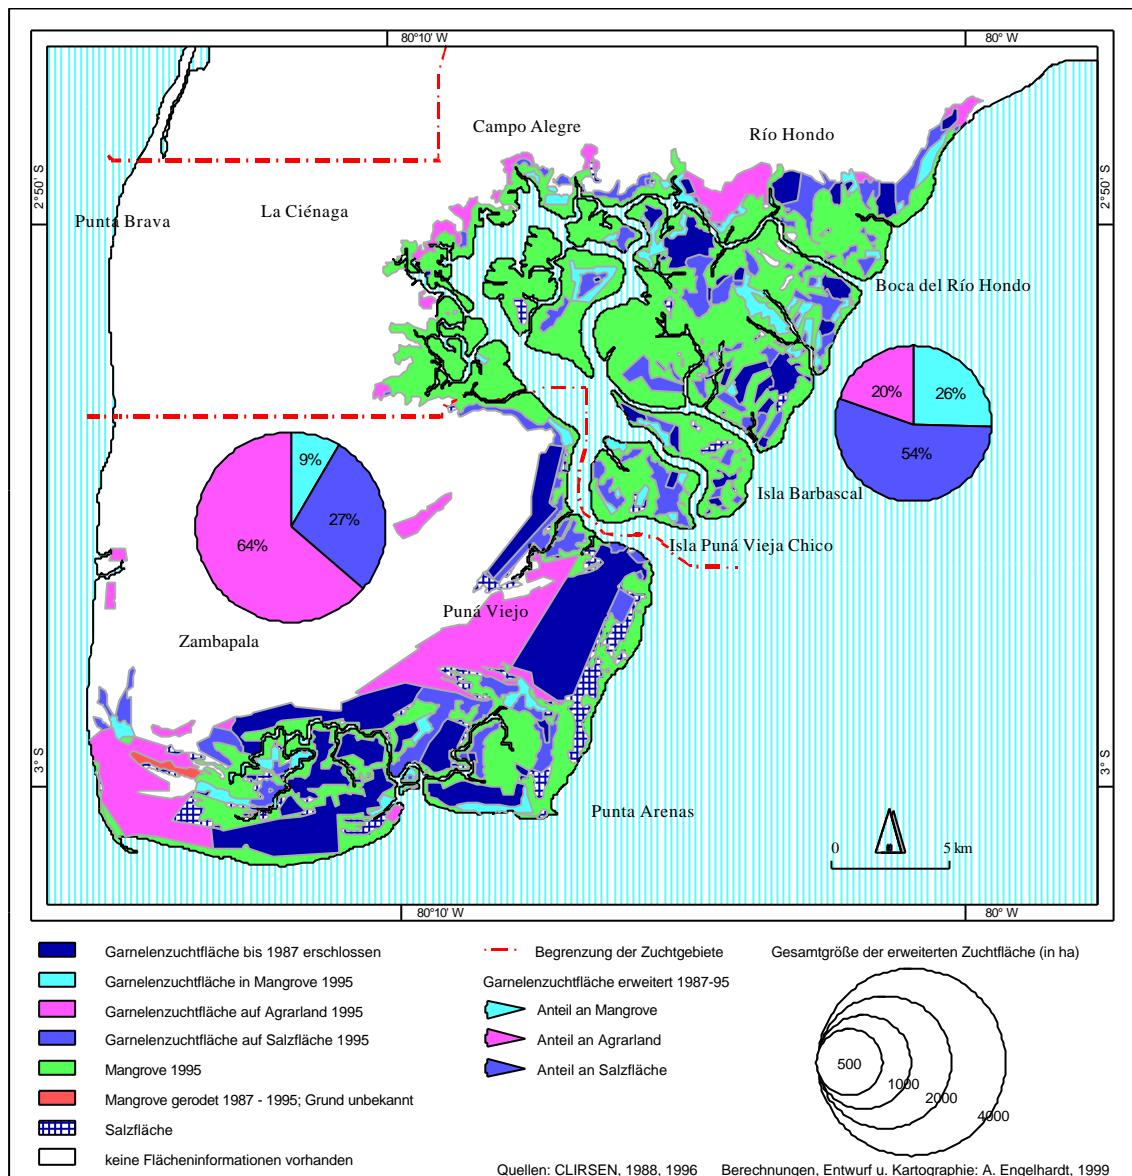 80°10' W
80° W
2°50' S
2°50' S
Campo Alegre
Río Hondo
La Ciénaga
Punta Brava
Boca del Río Hondo
20%
26%
54%
9%
27%
64%
Isla Barbascal
Isla Puná Vieja Chico
Puná Viejo
Zambapala
3° S
3° S
Punta Arenas
0
5 km
80°10' W
80° W
Garnelenzuchtfläche bis 1987 erschlossen
Garnelenzuchtfläche in Mangrove 1995
Garnelenzuchtfläche auf Agrarland 1995
Garnelenzuchtfläche auf Salzfläche 1995
Mangrove 1995
Mangrove gerodet 1987 - 1995; Grund unbekannt
Salzfläche
keine Flächeninformationen vorhanden
Begrenzung der Zuchtgebiete
Garnelenzuchtfläche erweitert 1987-95
Anteil an Mangrove
Anteil an Agrarland
Anteil an Salzfläche
Gesamtgröße der erweiterten Zuchtfläche (in ha)
500
1000
2000
4000
Quellen: CLIRSEN, 1988, 1996
Berechnungen, Entwurf u. Kartographie: A. Engelhardt, 1999